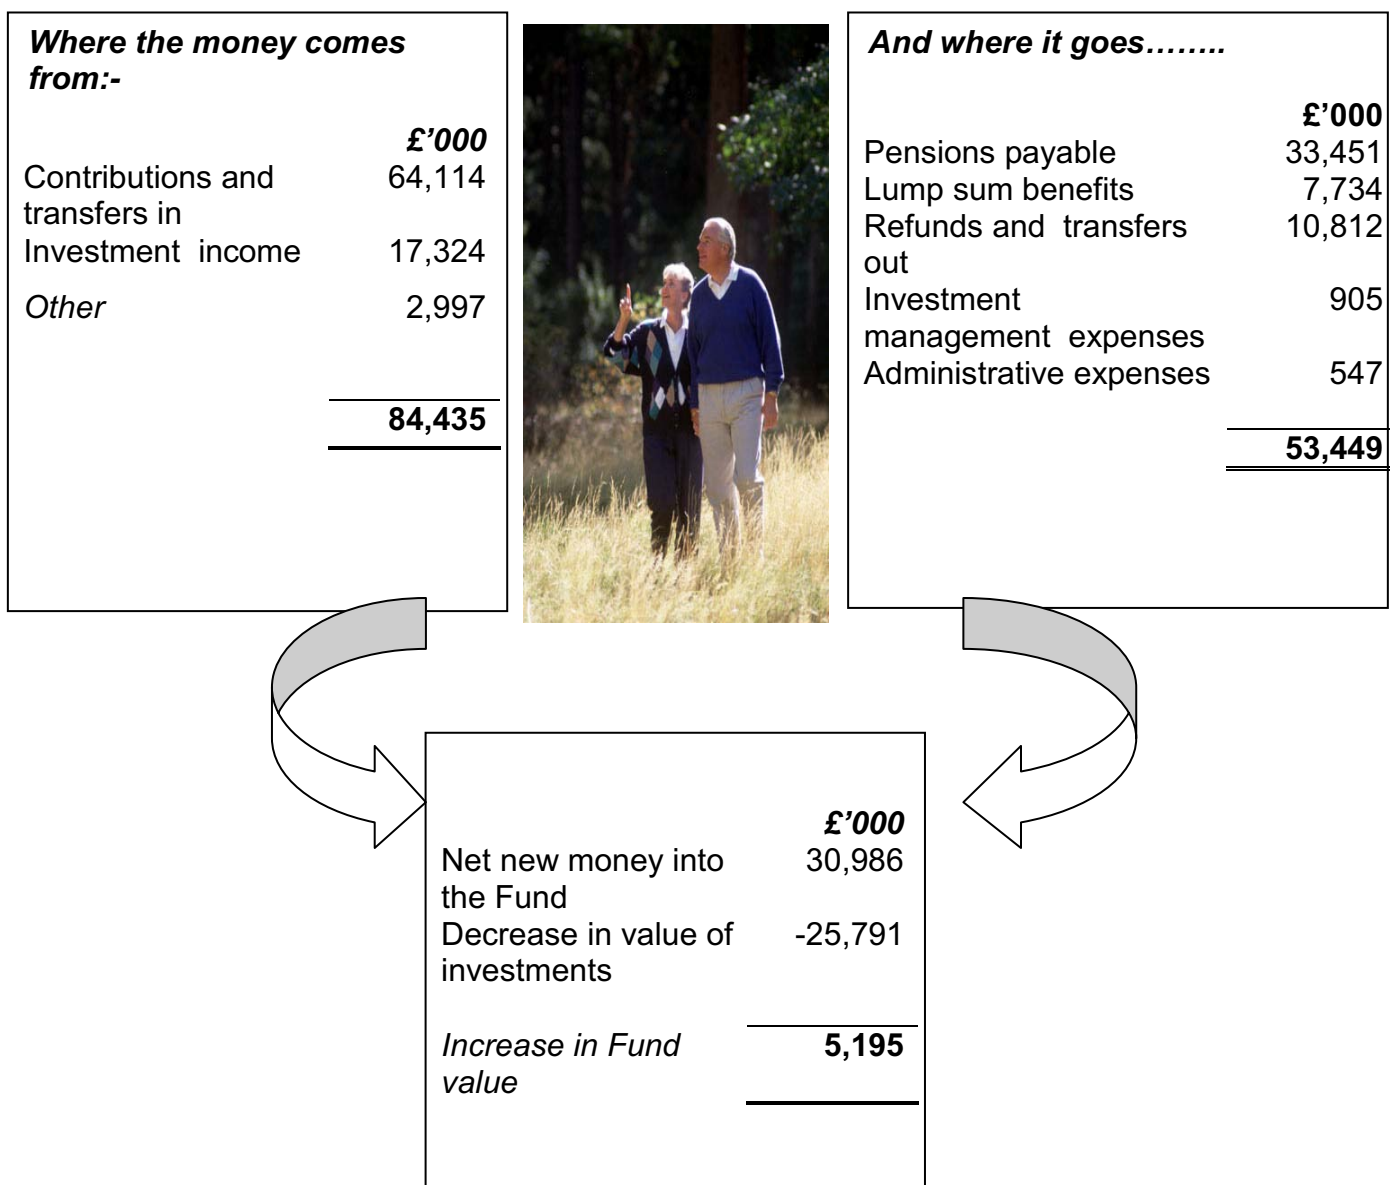 Where the money comes
from:-
£’000
Contributions and 64,114
transfers in
Investment income 17,324
Other 2,997
84,435
And where it goes……..
£’000
Pensions payable 33,451
Lump sum benefits 7,734
Refunds and transfers 10,812
out
Investment 905
management expenses
Administrative expenses 547
53,449
£’000
Net new money into 30,986
the Fund
Decrease in value of -25,791
investments
Increase in Fund 5,195
value